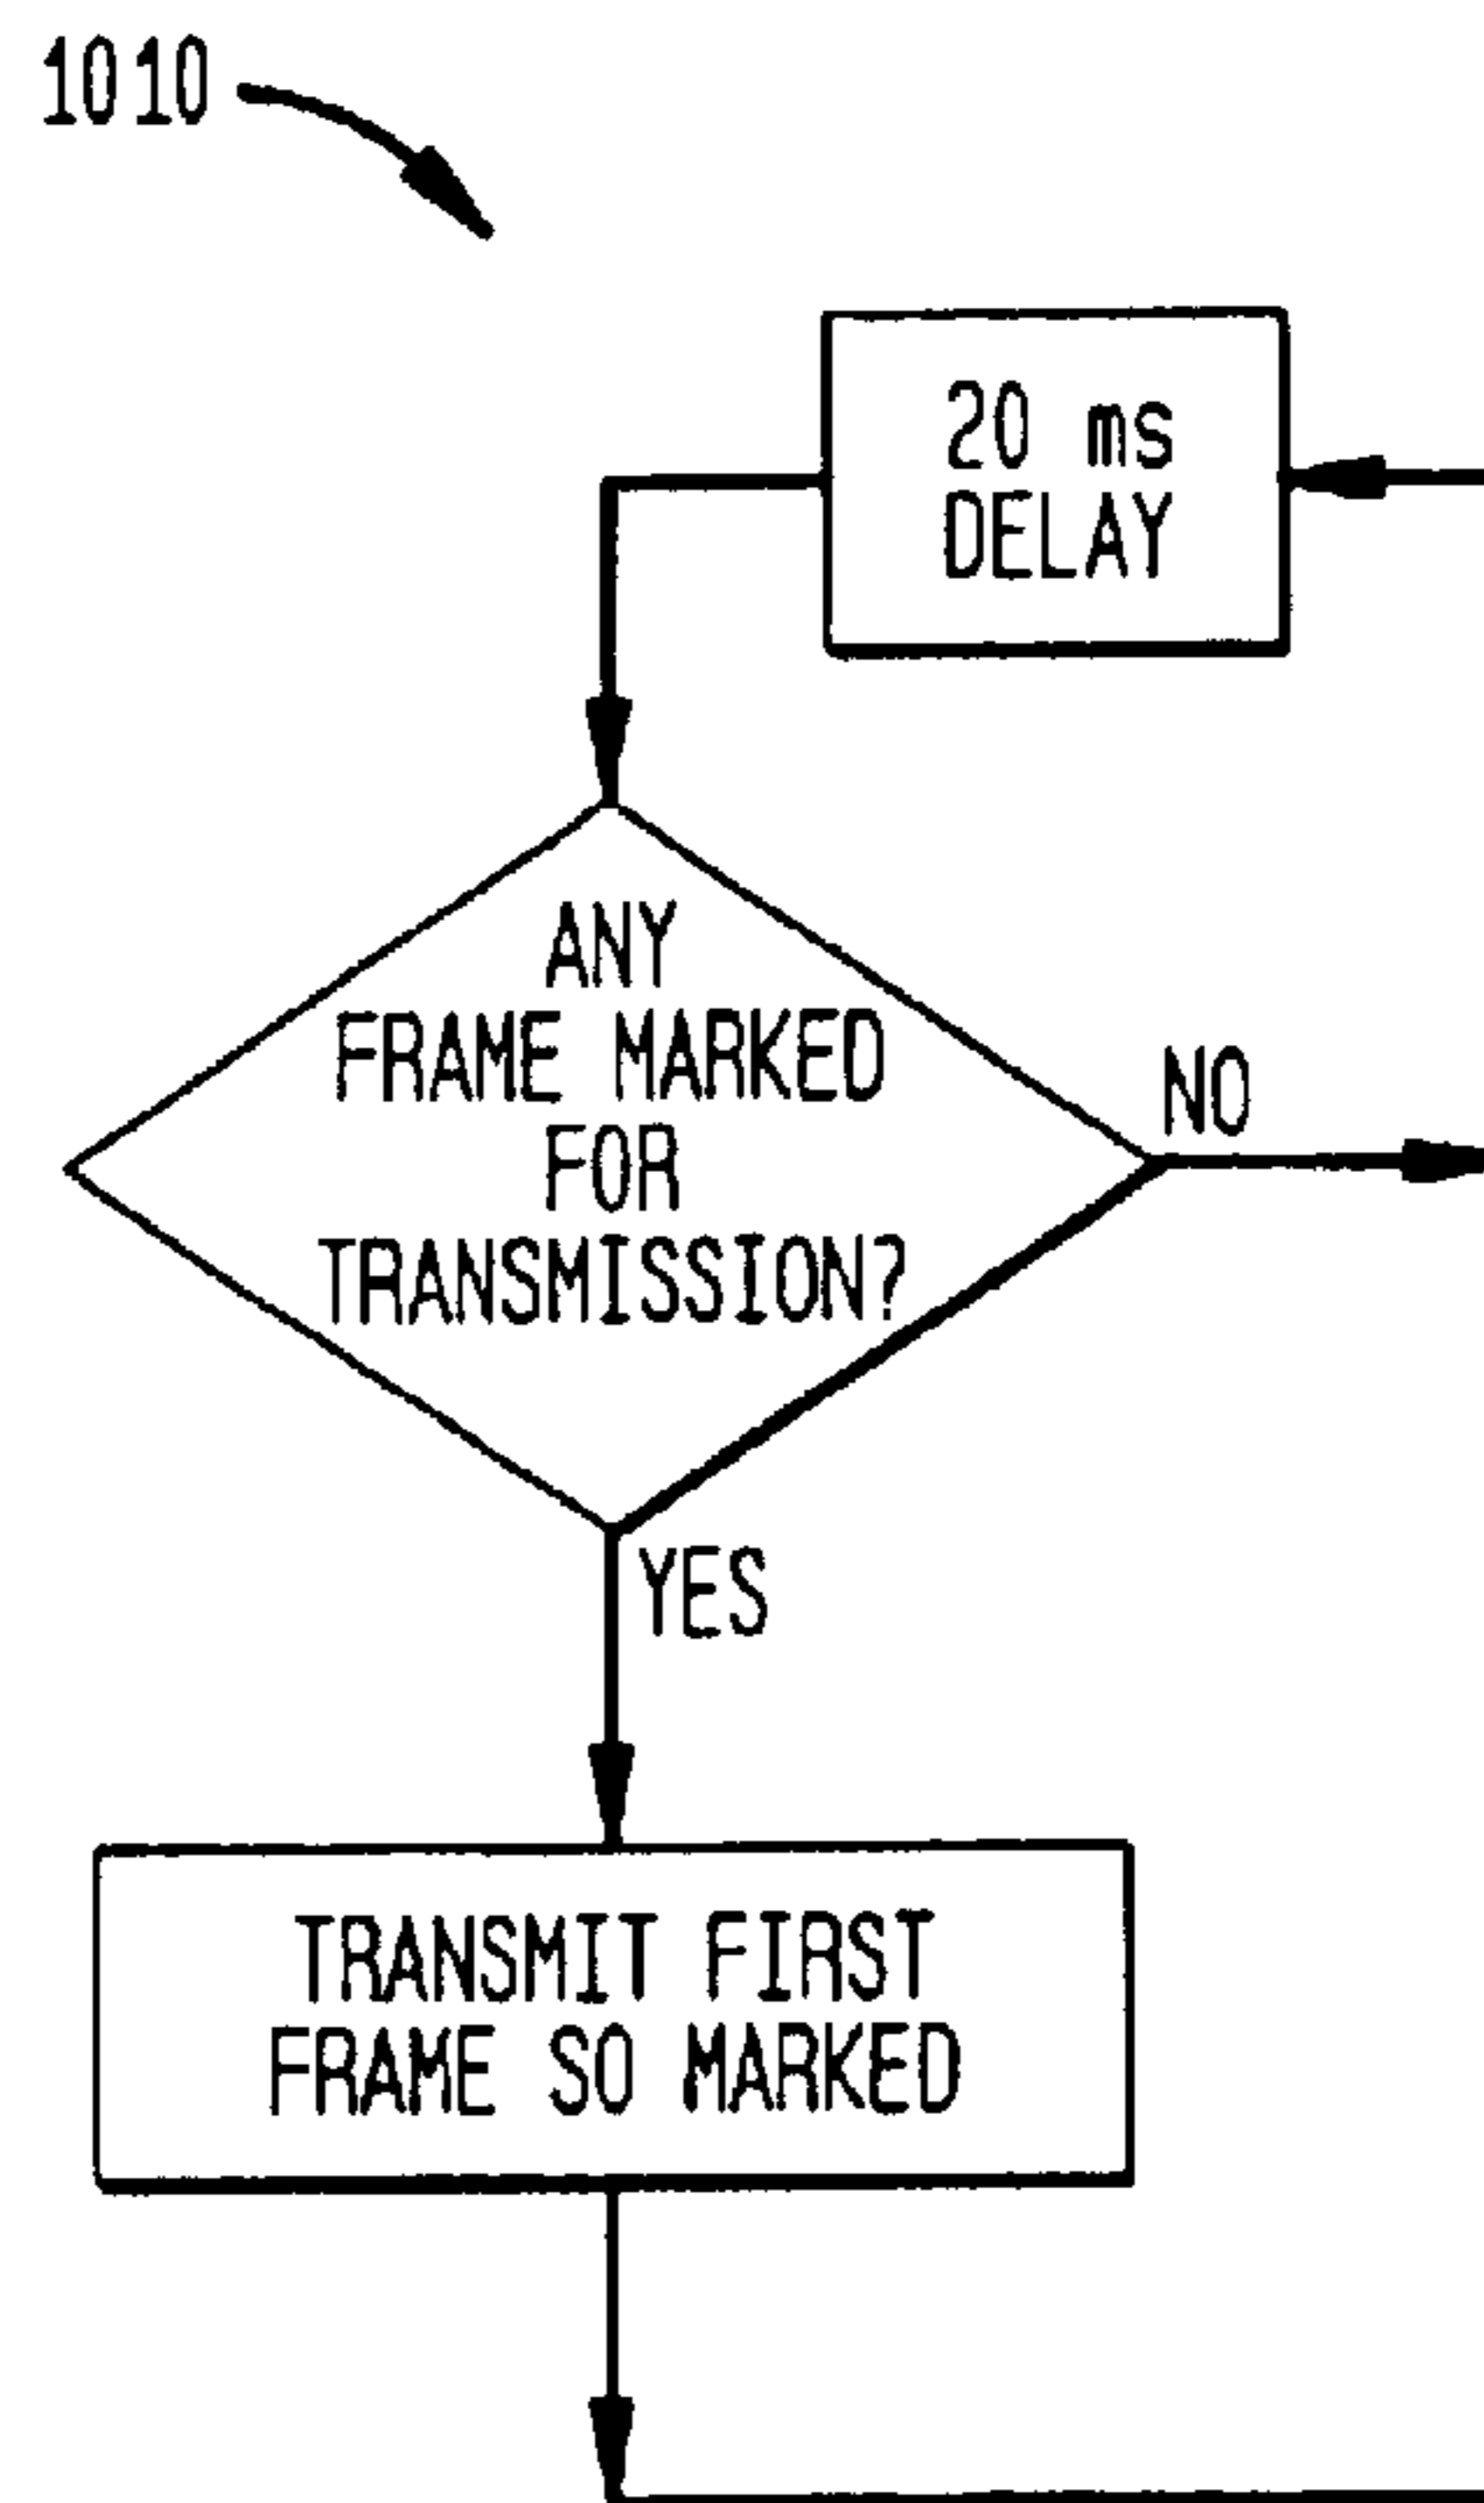 1010
20 ms
DELAY
ANY
FRAME MARKED
FOR
TRANSMISSION?
NO
YES
TRANSMIT FIRST
FRAME SO MARKED